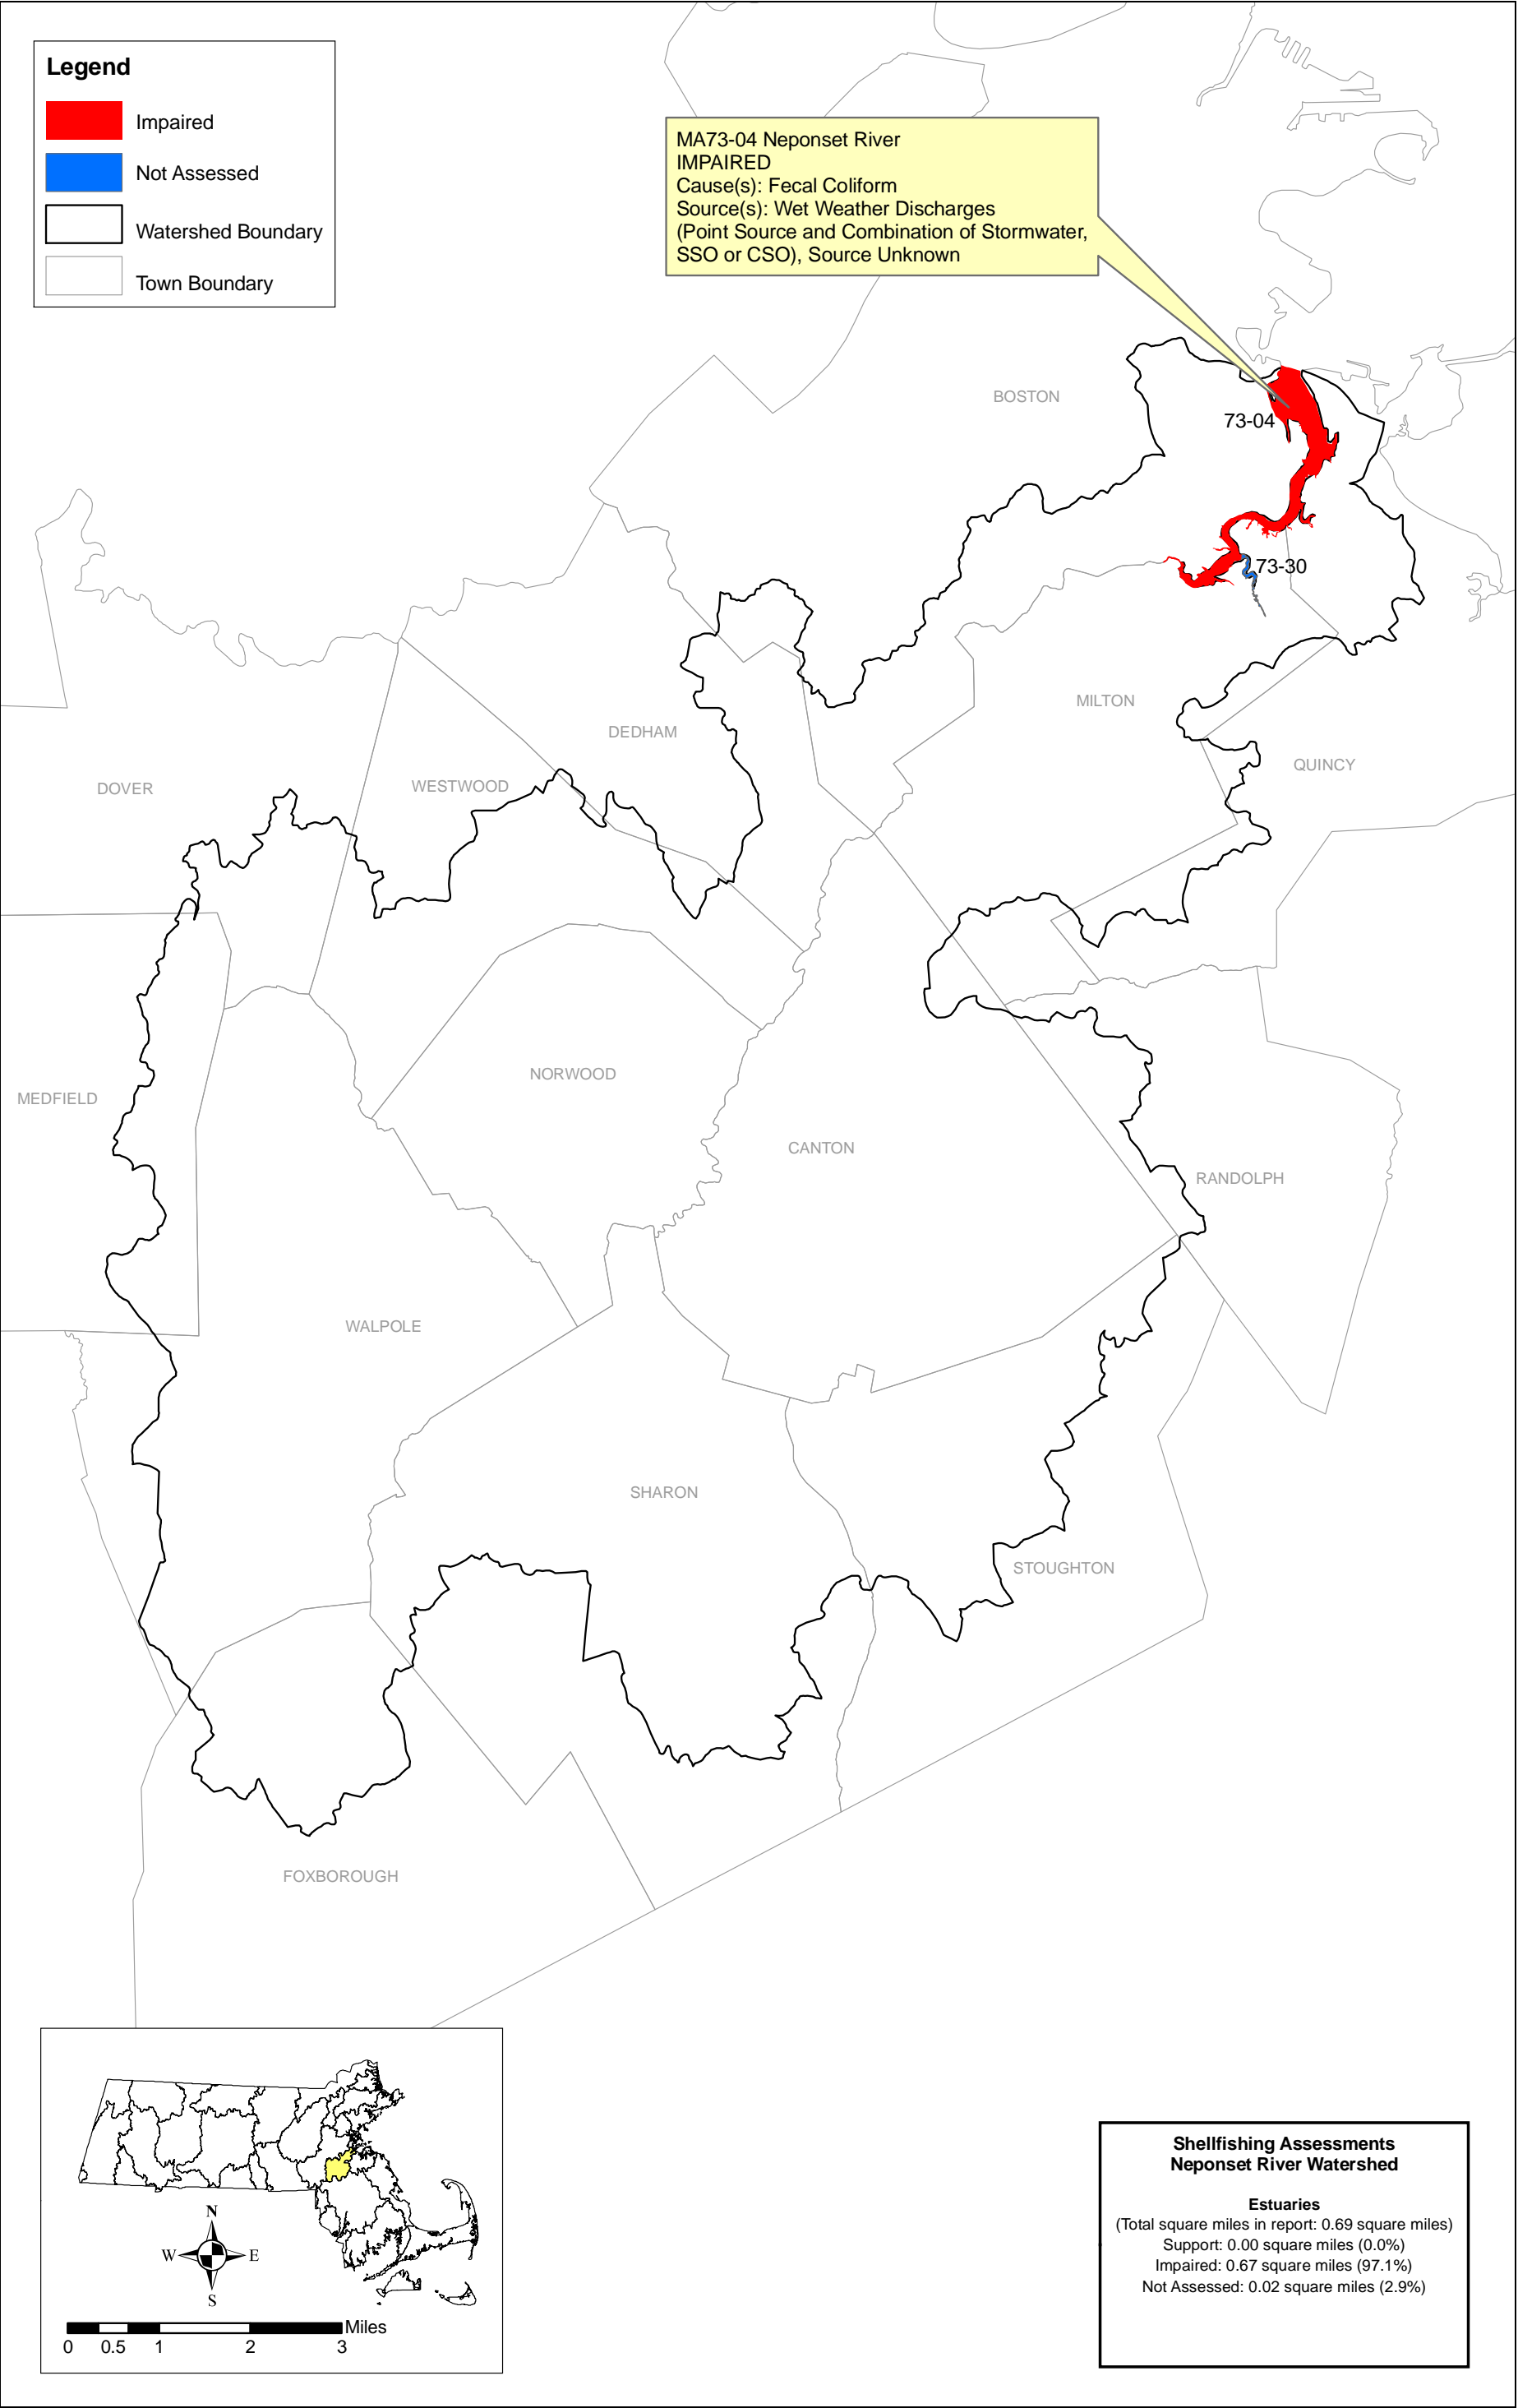 Legend
Impaired
Not Assessed
Watershed Boundary
Town Boundary
MA73-04 Neponset River
IMPAIRED
Cause(s): Fecal Coliform
Source(s): Wet Weather Discharges
(Point Source and Combination of Stormwater,
SSO or CSO), Source Unknown
BOSTON
73-04
73-30
MILTON
DEDHAM
QUINCY
DOVER
WESTWOOD
NORWOOD
MEDFIELD
CANTON
RANDOLPH
WALPOLE
SHARON
STOUGHTON
FOXBOROUGH
N
W E
S
Miles
0 0.5 1 2 3
Shellfishing Assessments
Neponset River Watershed
Estuaries
(Total square miles in report: 0.69 square miles)
Support: 0.00 square miles (0.0%)
Impaired: 0.67 square miles (97.1%)
Not Assessed: 0.02 square miles (2.9%)